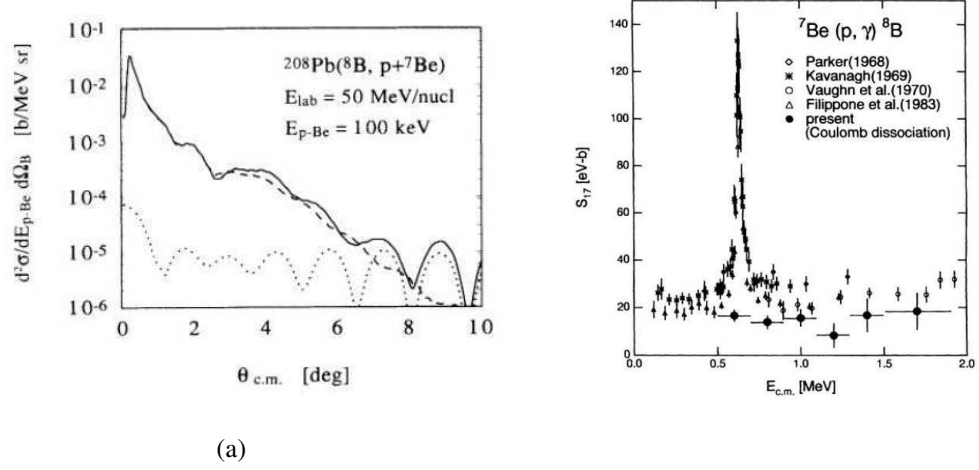 10⁻¹
10⁻²
10⁻³
10⁻⁴
10⁻⁵
10⁻⁶
d²σ/dE_p-Be dΩ_B [b/MeV sr]
²⁰⁸Pb(⁸B, p+⁷Be)
E_lab = 50 MeV/nucl
E_p-Be = 100 keV
0 2 4 6 8 10
θ_c.m. [deg]
(a)
140
120
100
80
60
40
20
0
S₁₇ [eV-b]
⁷Be (p, γ) ⁸B
Parker(1968)
Kavanagh(1969)
Vaughn et al.(1970)
Filippone et al.(1983)
present
(Coulomb dissociation)
0.0 0.5 1.0 1.5 2.0
E_c.m. [MeV]